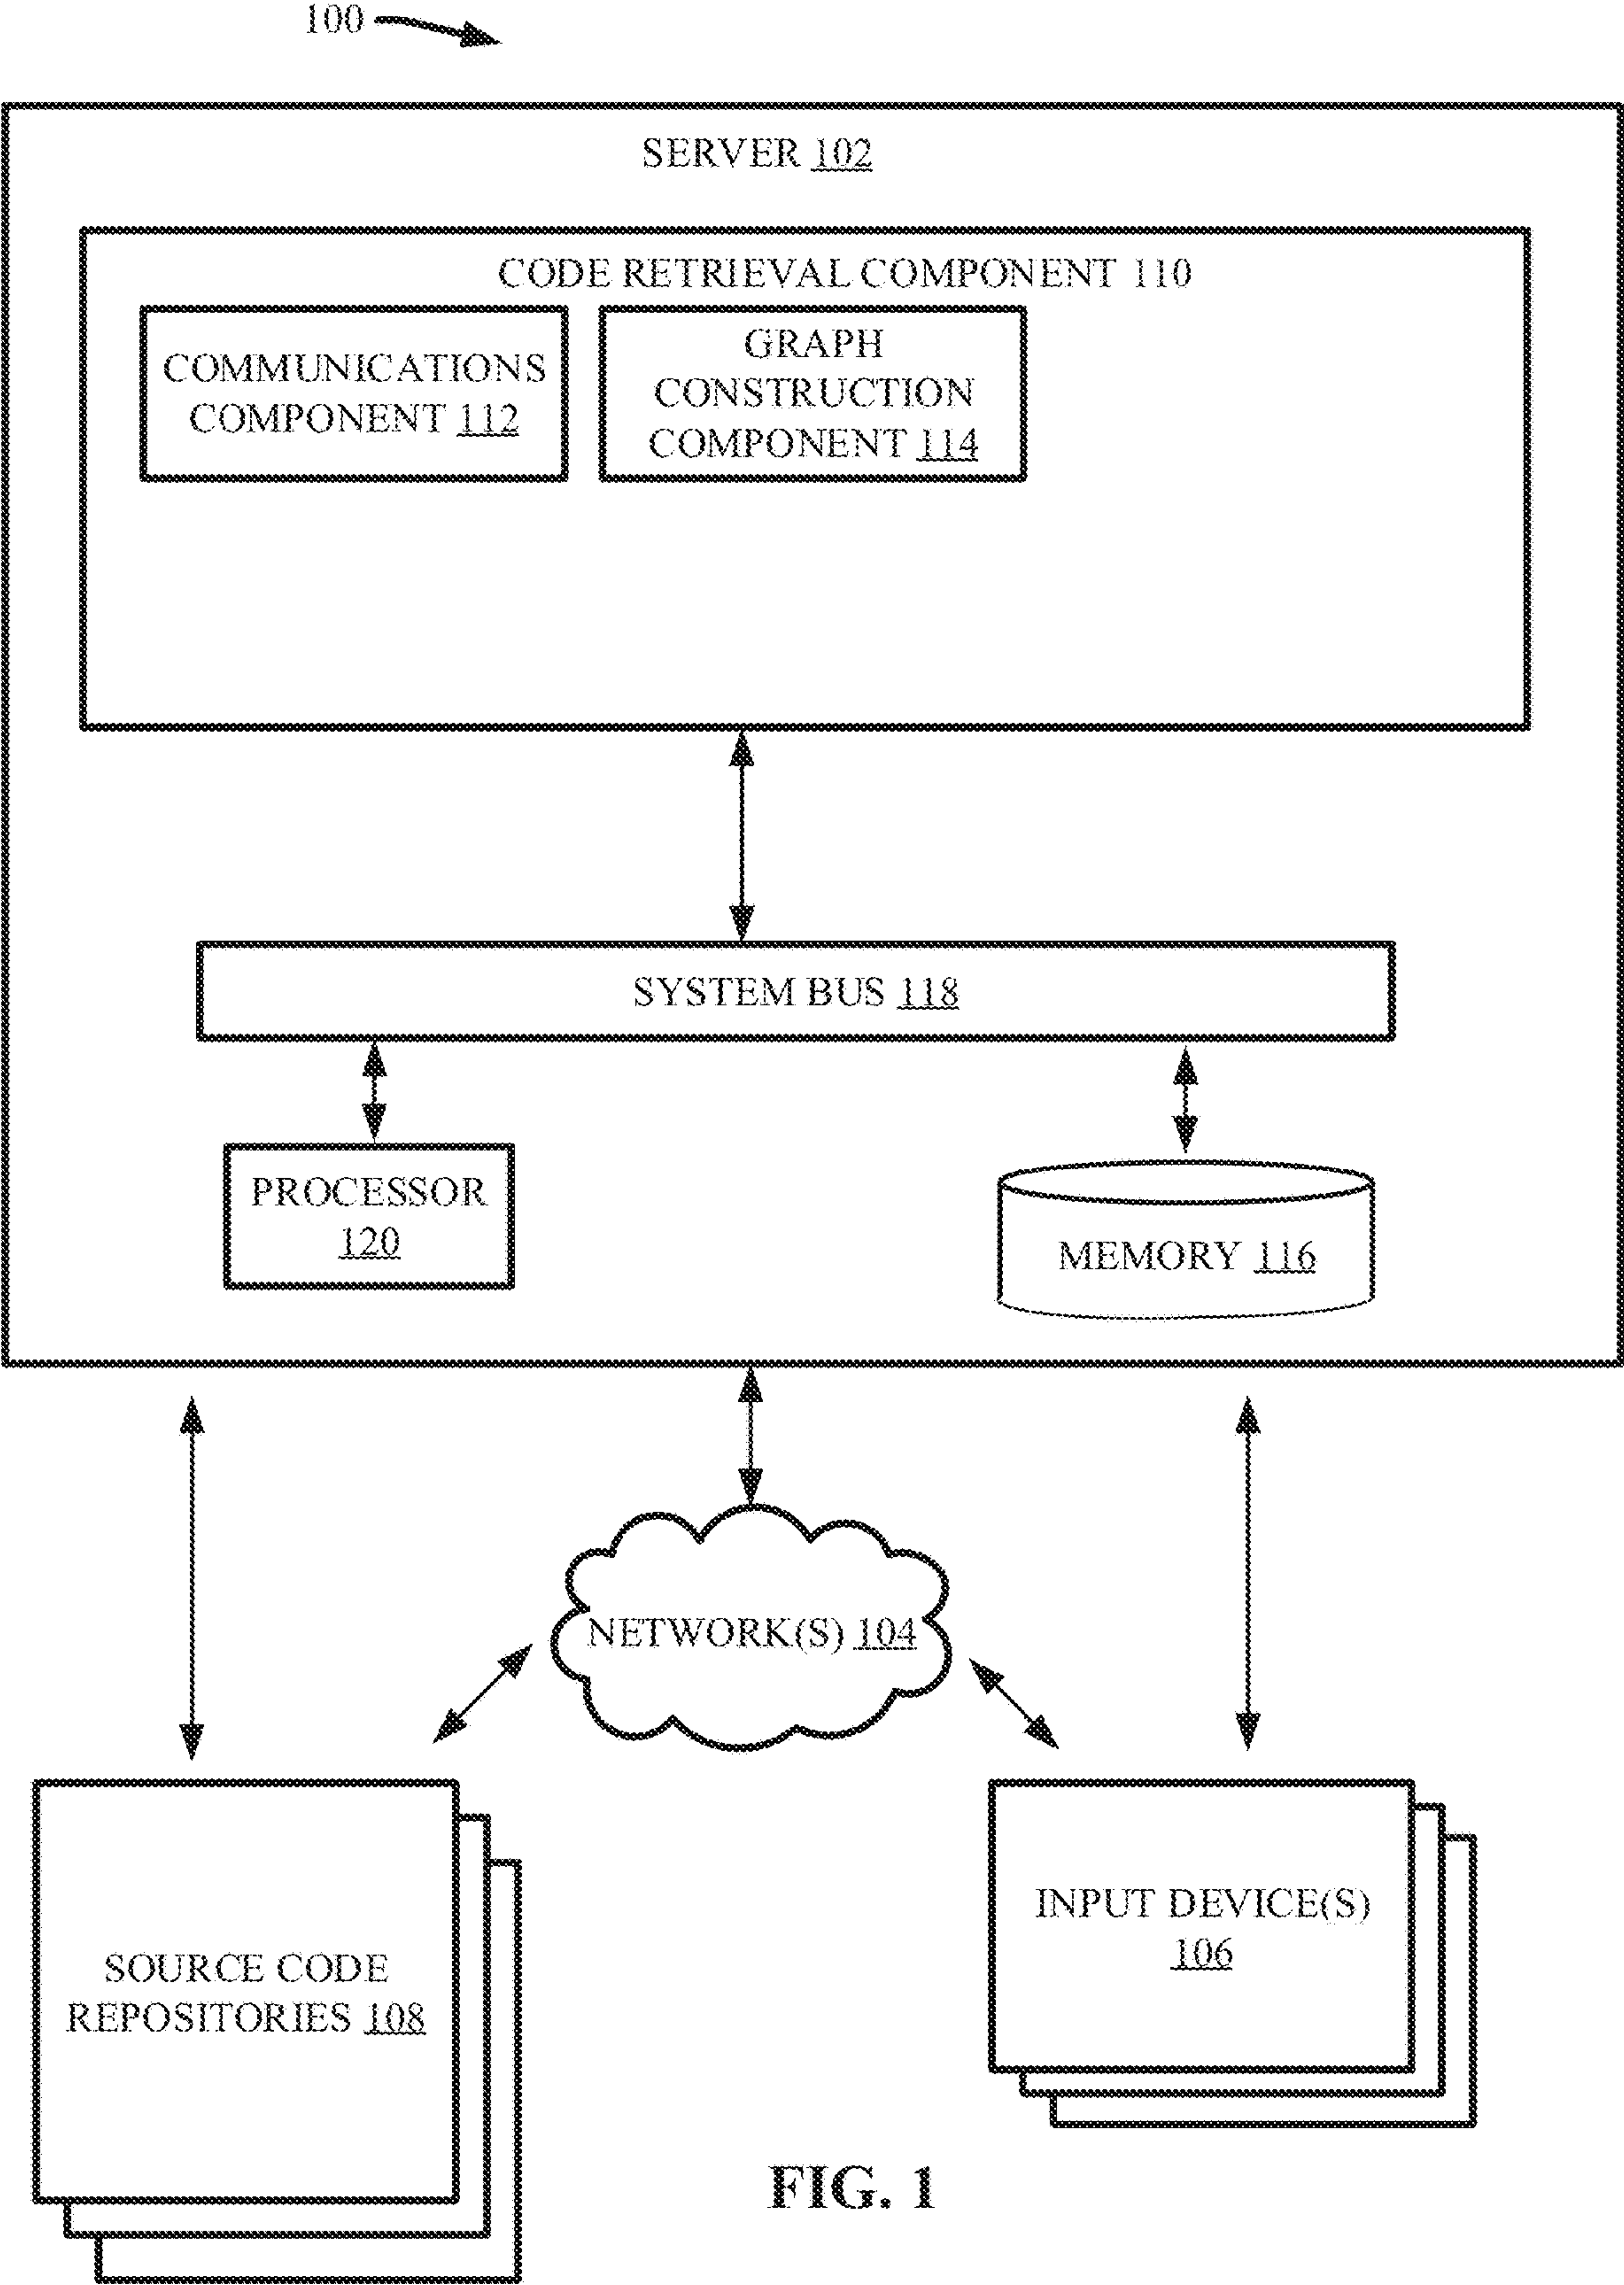 100
SERVER 102
CODE RETRIEVAL COMPONENT 110
COMMUNICATIONS
COMPONENT 112
GRAPH
CONSTRUCTION
COMPONENT 114
SYSTEM BUS 118
PROCESSOR
120
MEMORY 116
NETWORK(S) 104
SOURCE CODE
REPOSITORIES 108
INPUT DEVICE(S)
106
FIG. 1